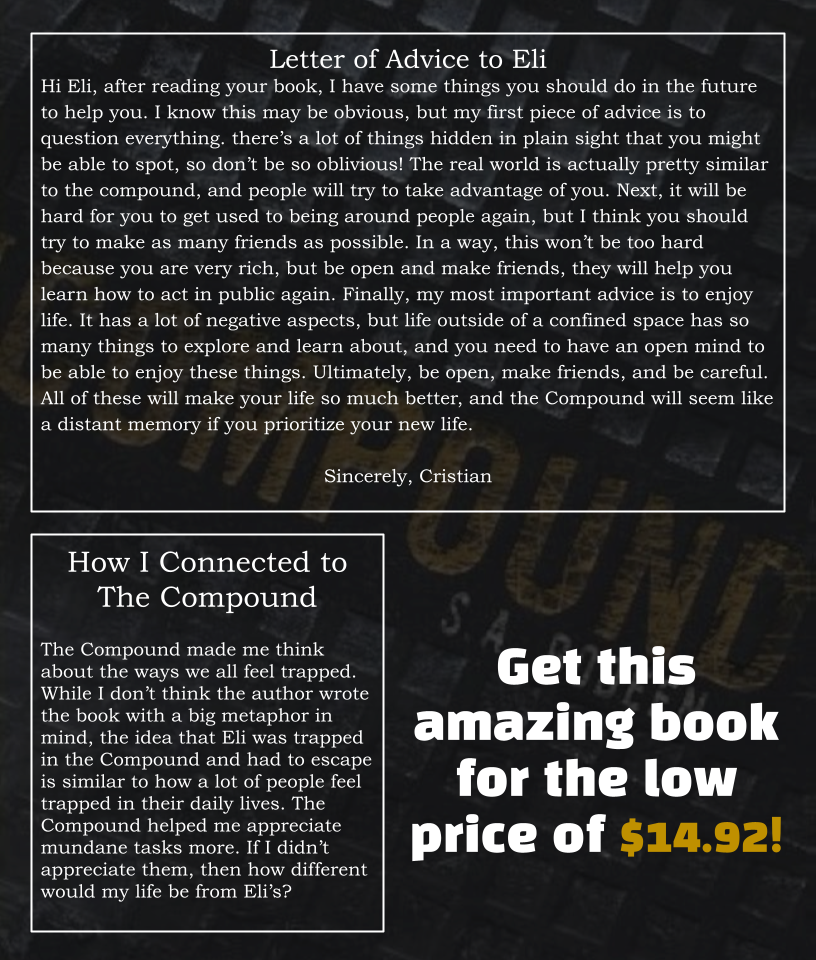 Letter of Advice to Eli
Hi Eli, after reading your book, I have some things you should do in the future
to help you. I know this may be obvious, but my first piece of advice is to
question everything. there's a lot of things hidden in plain sight that you might
be able to spot, so don't be so oblivious! The real world is actually pretty similar
to the compound, and people will try to take advantage of you. Next, it will be
hard for you to get used to being around people again, but I think you should
try to make as many friends as possible. In a way, this won't be too hard
because you are very rich, but be open and make friends, they will help you
learn how to act in public again. Finally, my most important advice is to enjoy
life. It has a lot of negative aspects, but life outside of a confined space has so
many things to explore and learn about, and you need to have an open mind to
be able to enjoy these things. Ultimately, be open, make friends, and be careful.
All of these will make your life so much better, and the Compound will seem like
a distant memory if you prioritize your new life.
Sincerely, Cristian
COMPOUND
How I Connected to
The Compound
The Compound made me think
about the ways we all feel trapped.
While I don't think the author wrote
the book with a big metaphor in
mind, the idea that Eli was trapped
in the Compound and had to escape
is similar to how a lot of people feel
trapped in their daily lives. The
Compound helped me appreciate
mundane tasks more. If I didn't
appreciate them, then how different
would my life be from Eli's?
Get this
amazing book
for the low
price of $14.92!